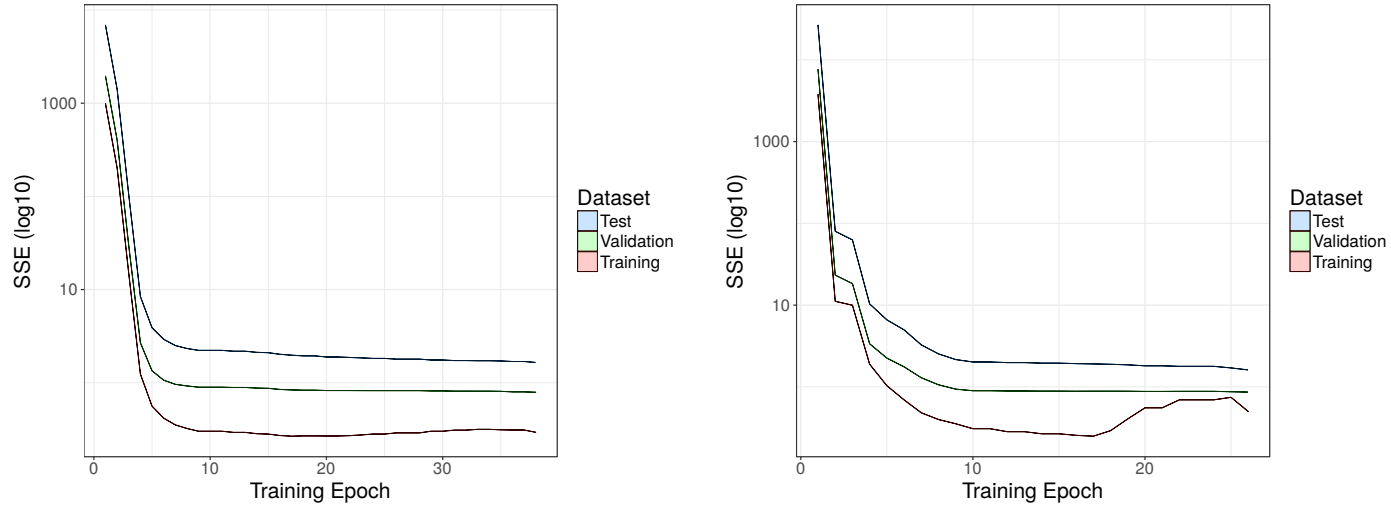 SSE (log10)
1000
10
0
10
20
30
Training Epoch
Dataset
Test
Validation
Training
SSE (log10)
1000
10
0
10
20
Training Epoch
Dataset
Test
Validation
Training